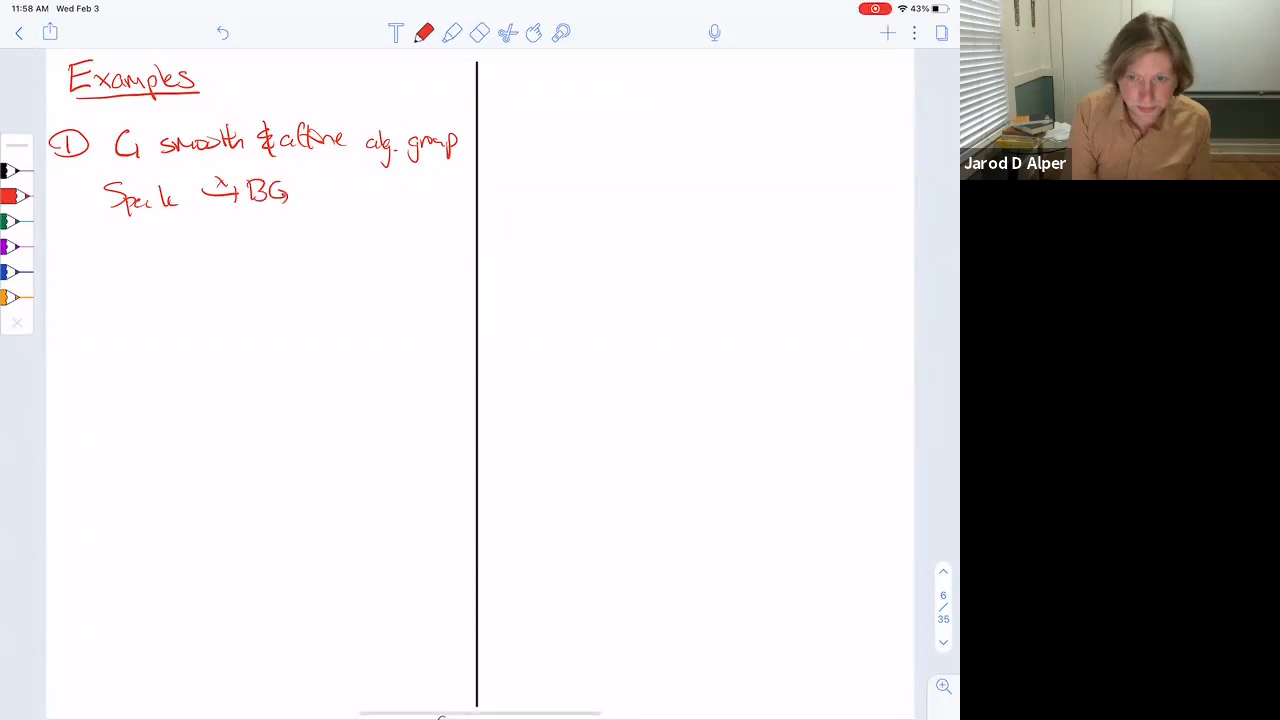 11:58 AM Wed Feb 3
43%
T
Examples
① G smooth & affine alg. group
Spec k →x BG
Jarod D Alper
6
/
35